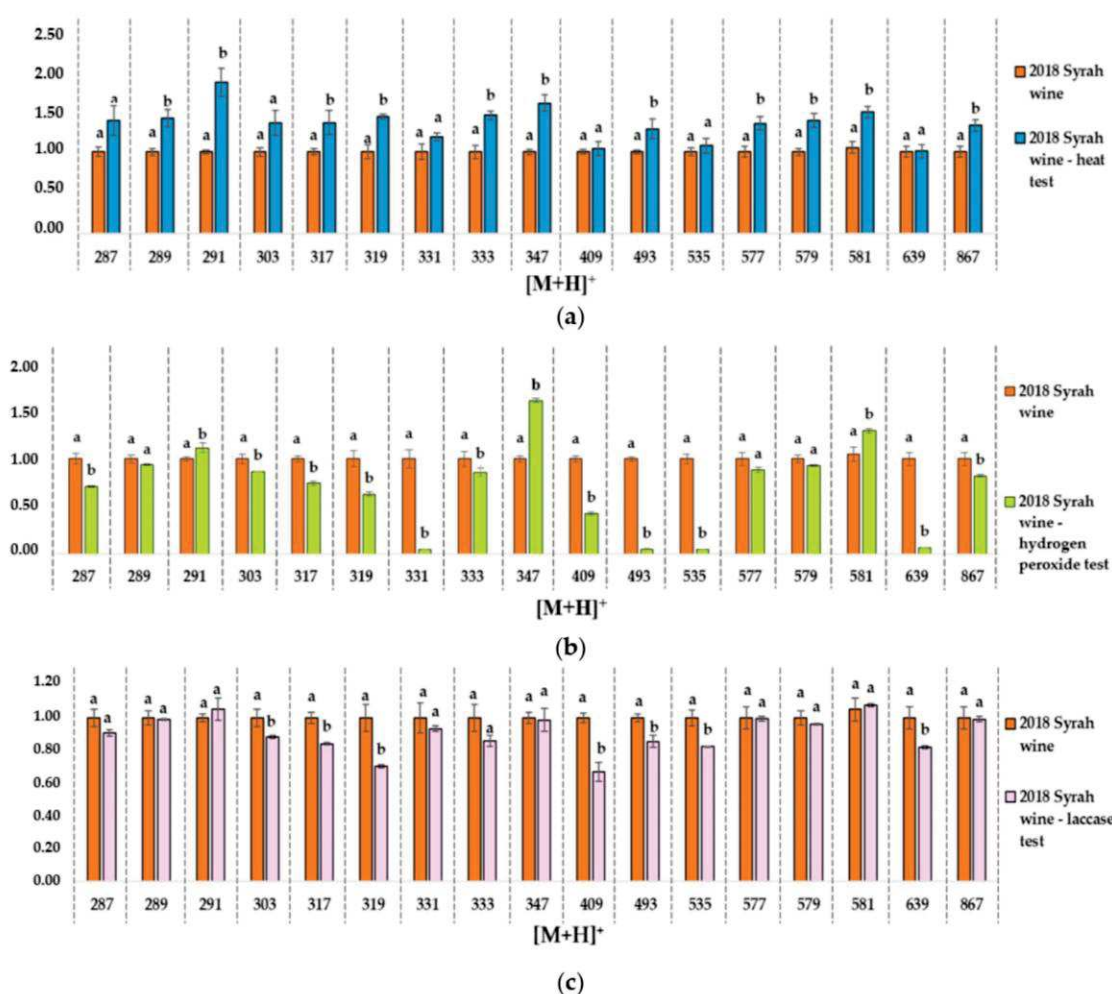 2.50
2.00
1.50
1.00
0.50
0.00
a a a b a b a a a b a b a a a b a b a a a b a a a b a b a b a a a b
287 289 291 303 317 319 331 333 347 409 493 535 577 579 581 639 867
[M+H]⁺
2018 Syrah
wine
2018 Syrah
wine - heat
test
(a)
2.00
1.50
1.00
0.50
0.00
a b a a a b a b a b a b a b a b a b a b a b a b a a a a a b a b a b
287 289 291 303 317 319 331 333 347 409 493 535 577 579 581 639 867
[M+H]⁺
2018 Syrah
wine
2018 Syrah
wine -
hydrogen
peroxide test
(b)
1.20
1.00
0.80
0.60
0.40
0.20
0.00
a a a a a a a b a b a b a a a a a a a b a b a b a a a a a a a b a a
287 289 291 303 317 319 331 333 347 409 493 535 577 579 581 639 867
[M+H]⁺
2018 Syrah
wine
2018 Syrah
wine - laccase
test
(c)